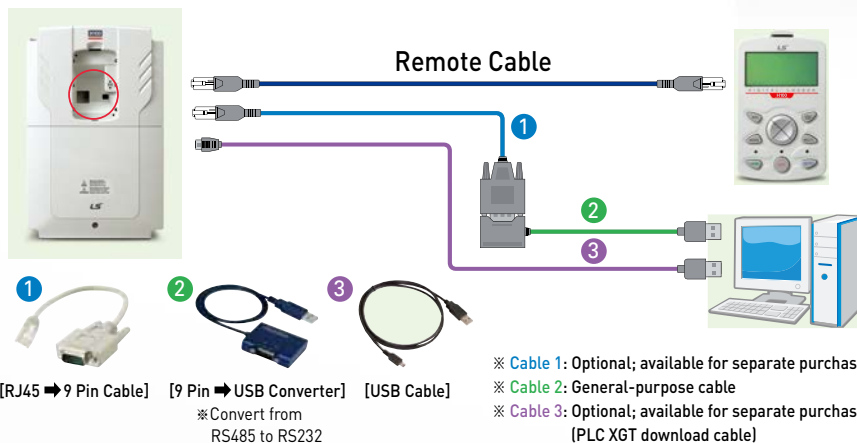 Remote Cable
LS
1
2
3
LS
1
2
3
[RJ45 ➡ 9 Pin Cable]
[9 Pin ➡ USB Converter]
[USB Cable]
※Convert from
RS485 to RS232
※ Cable 1: Optional; available for separate purchas
※ Cable 2: General-purpose cable
※ Cable 3: Optional; available for separate purchas
(PLC XGT download cable)